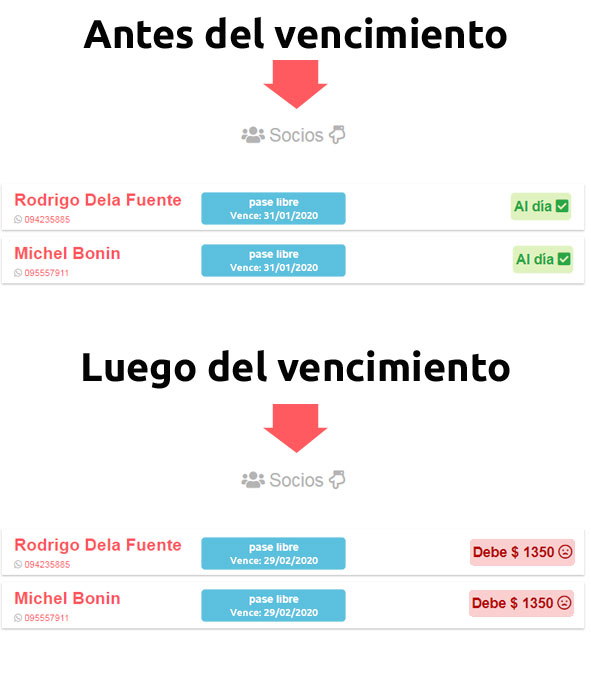 Antes del vencimiento
Socios
Rodrigo Dela Fuente
094235885
pase libre
Vence: 31/01/2020
Al día
Michel Bonin
095557911
pase libre
Vence: 31/01/2020
Al día
Luego del vencimiento
Socios
Rodrigo Dela Fuente
094235885
pase libre
Vence: 29/02/2020
Debe $ 1350
Michel Bonin
095557911
pase libre
Vence: 29/02/2020
Debe $ 1350